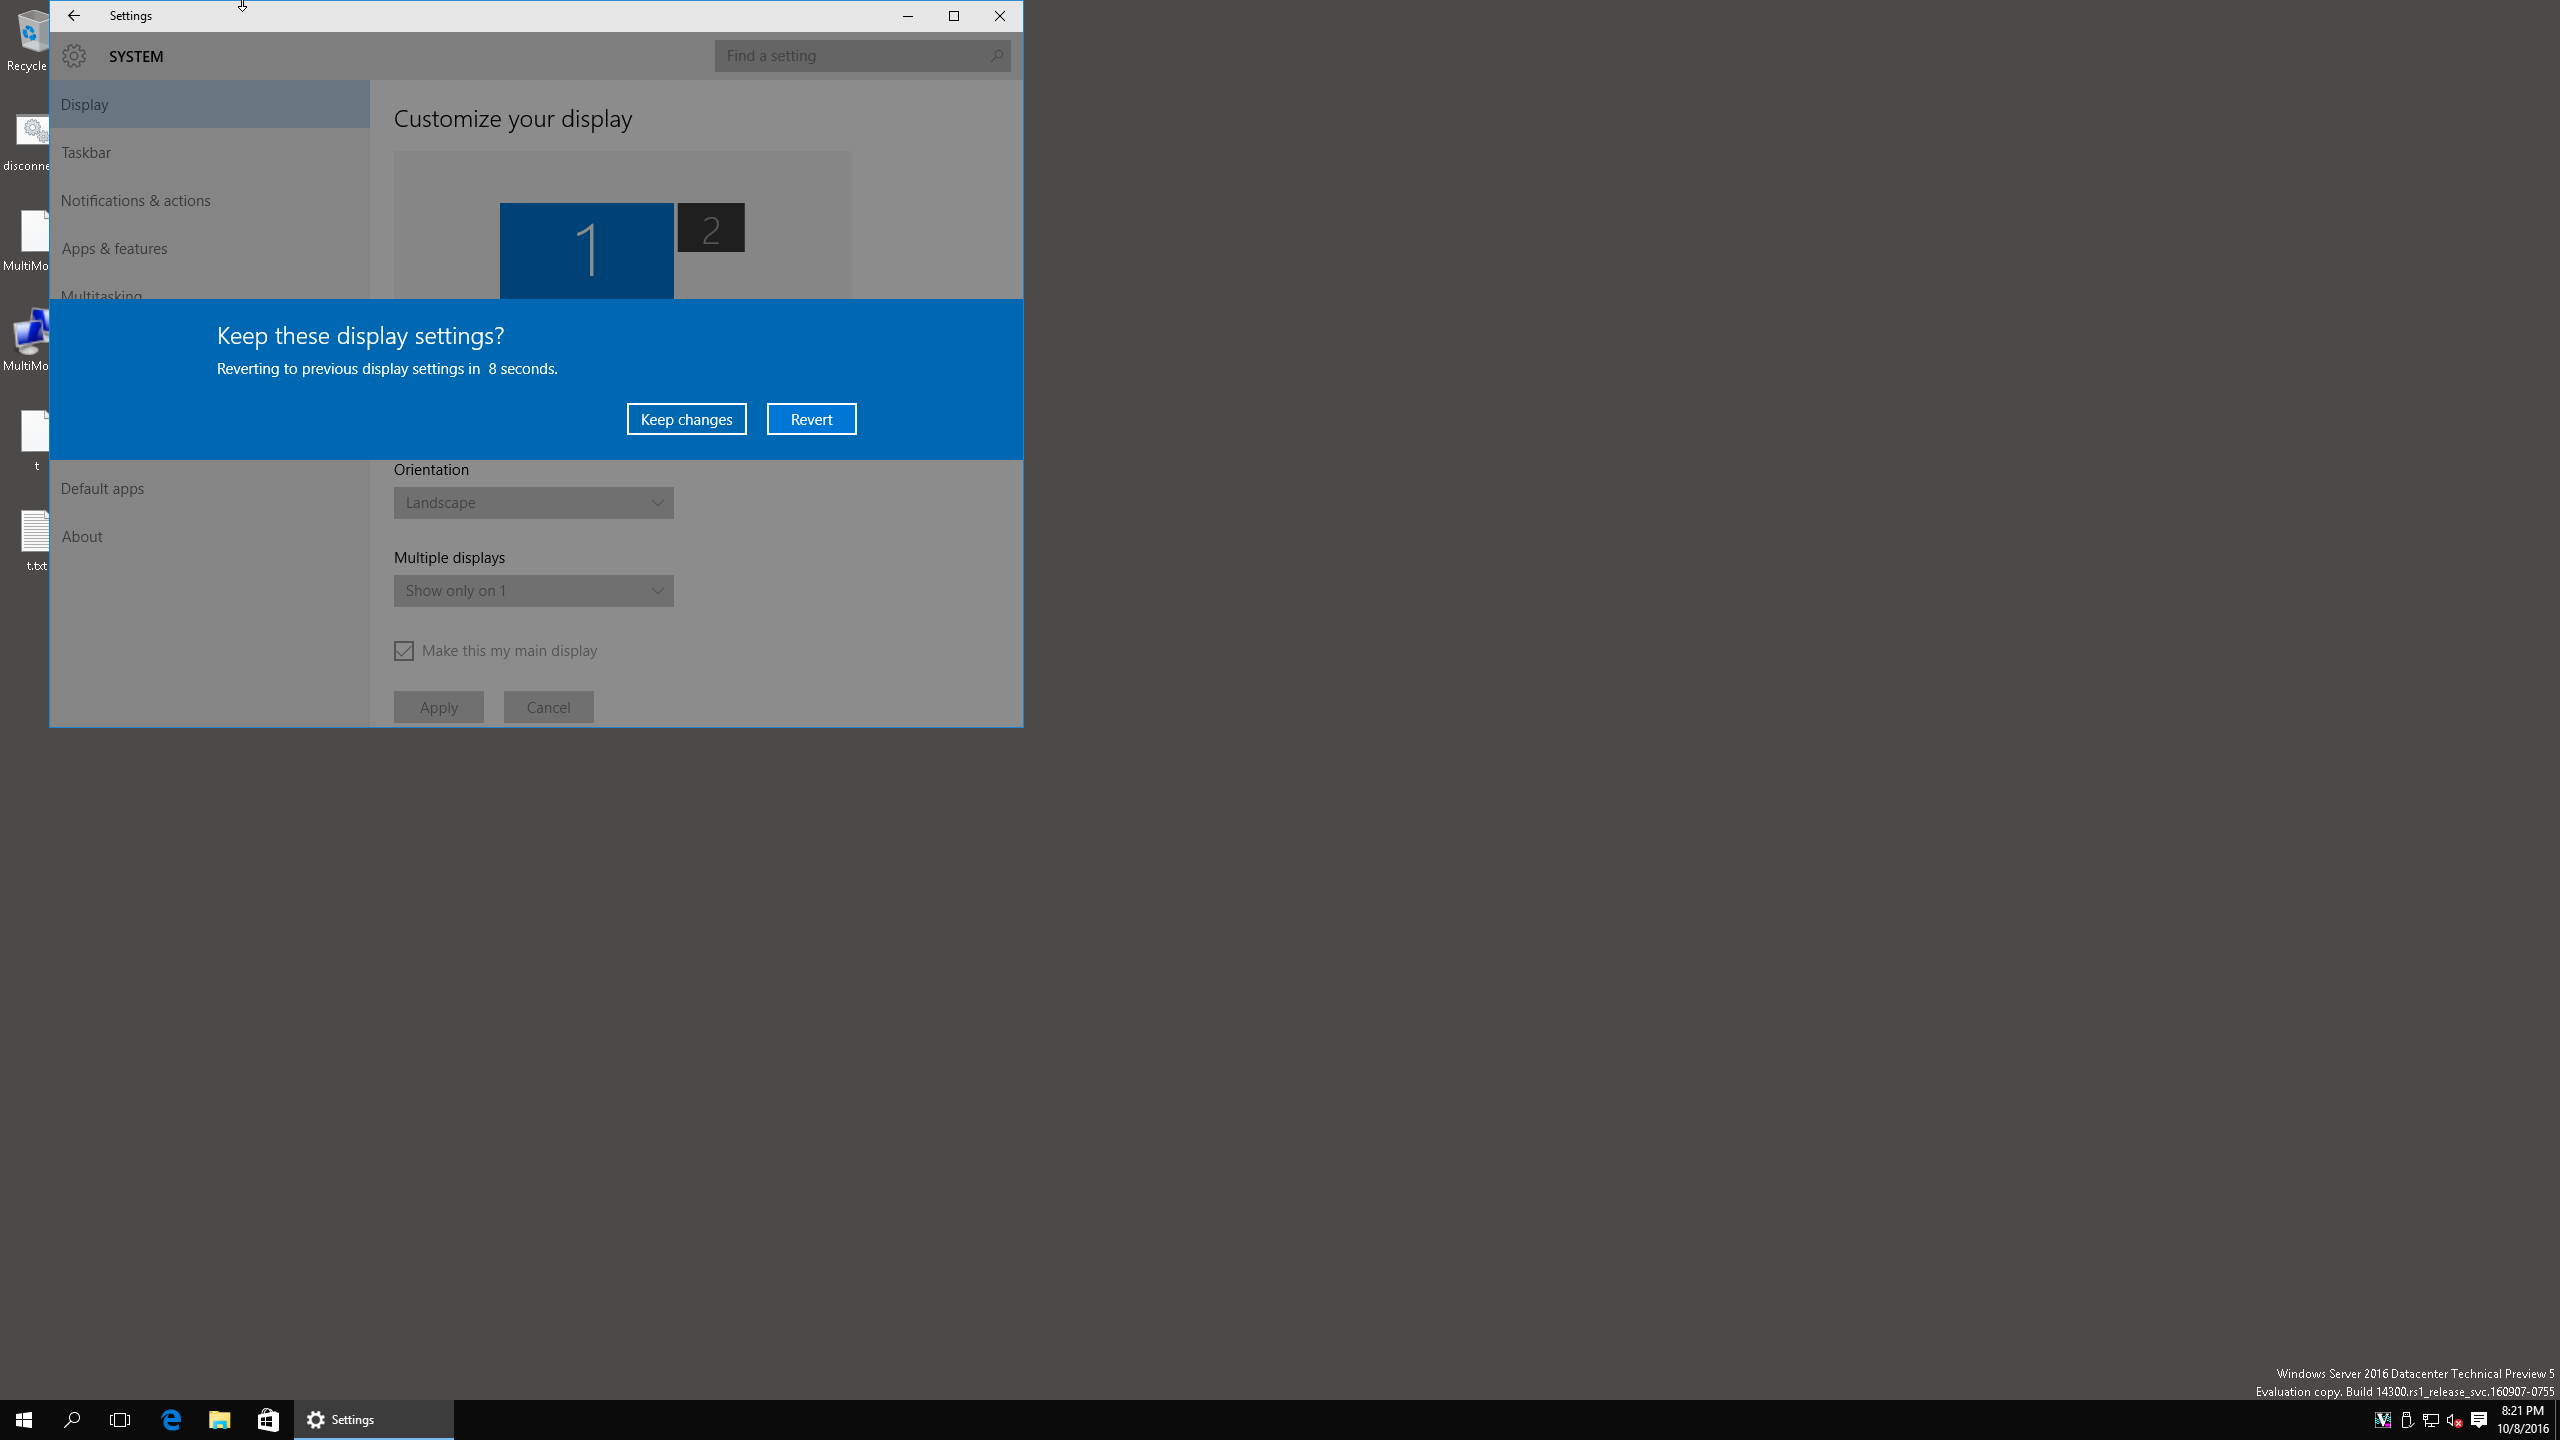 Settings
SYSTEM
Find a setting
Recycle
disconne
MultiMo
MultiMo
t
t.txt
Display
Taskbar
Notifications & actions
Apps & features
Multitasking
Default apps
About
Customize your display
1
2
Keep these display settings?
Reverting to previous display settings in  8 seconds.
Keep changes
Revert
Orientation
Landscape
Multiple displays
Show only on 1
Make this my main display
Apply
Cancel
Windows Server 2016 Datacenter Technical Preview 5
Evaluation copy. Build 14300.rs1_release_svc.160907-0755
Settings
8:21 PM
10/8/2016